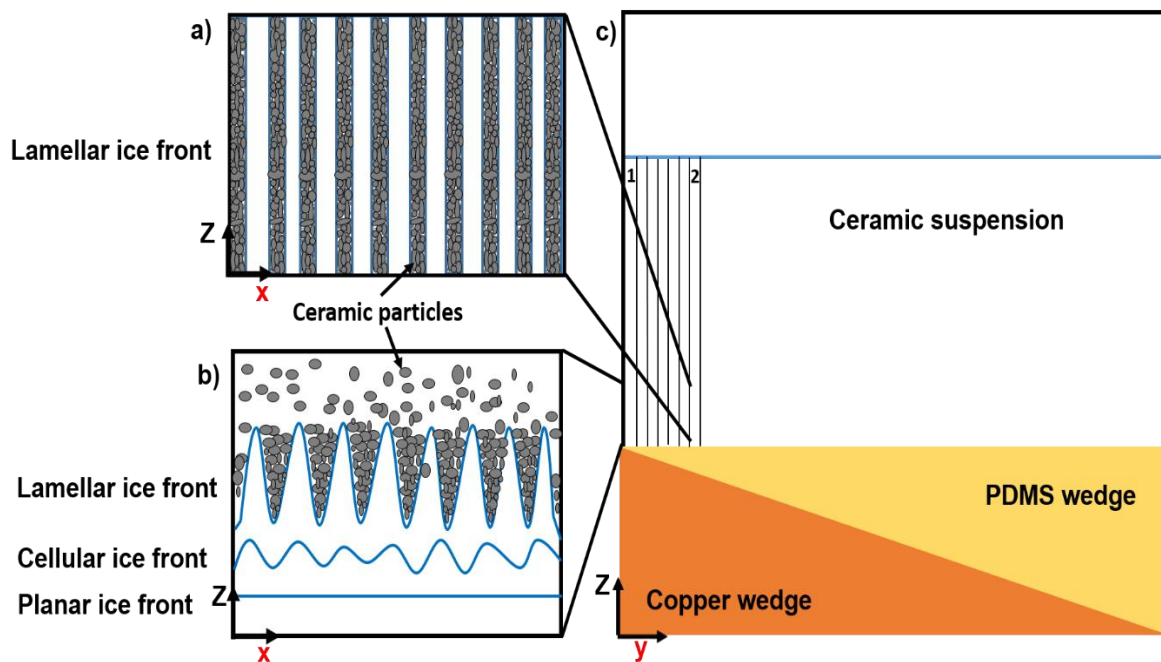 a)
Lamellar ice front
Z
x
Ceramic particles
b)
Lamellar ice front
Cellular ice front
Planar ice front
Z
x
c)
1
2
Ceramic suspension
PDMS wedge
Copper wedge
Z
y